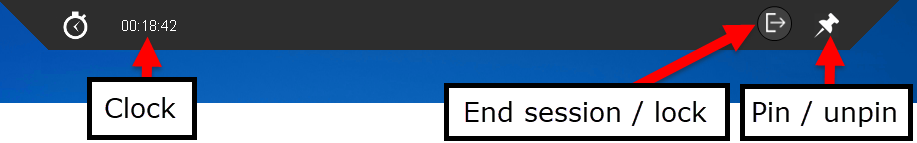 00:18:42
Clock
End session / lock
Pin / unpin